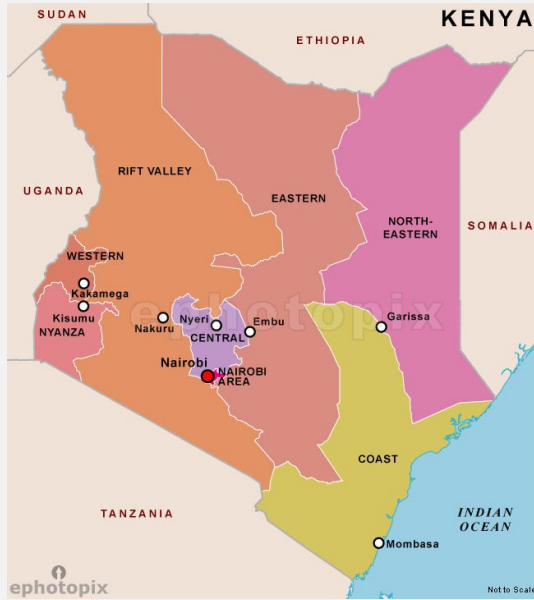 SUDAN
KENYA
ETHIOPIA
RIFT VALLEY
UGANDA
EASTERN
NORTH-
EASTERN
SOMALIA
WESTERN
Kakamega
Kisumu
NYANZA
ephotopix
Nakuru
Nyeri
CENTRAL
Embu
Garissa
Nairobi
NAIROBI
AREA
COAST
TANZANIA
INDIAN
OCEAN
Mombasa
ephotopix
Not to Scale